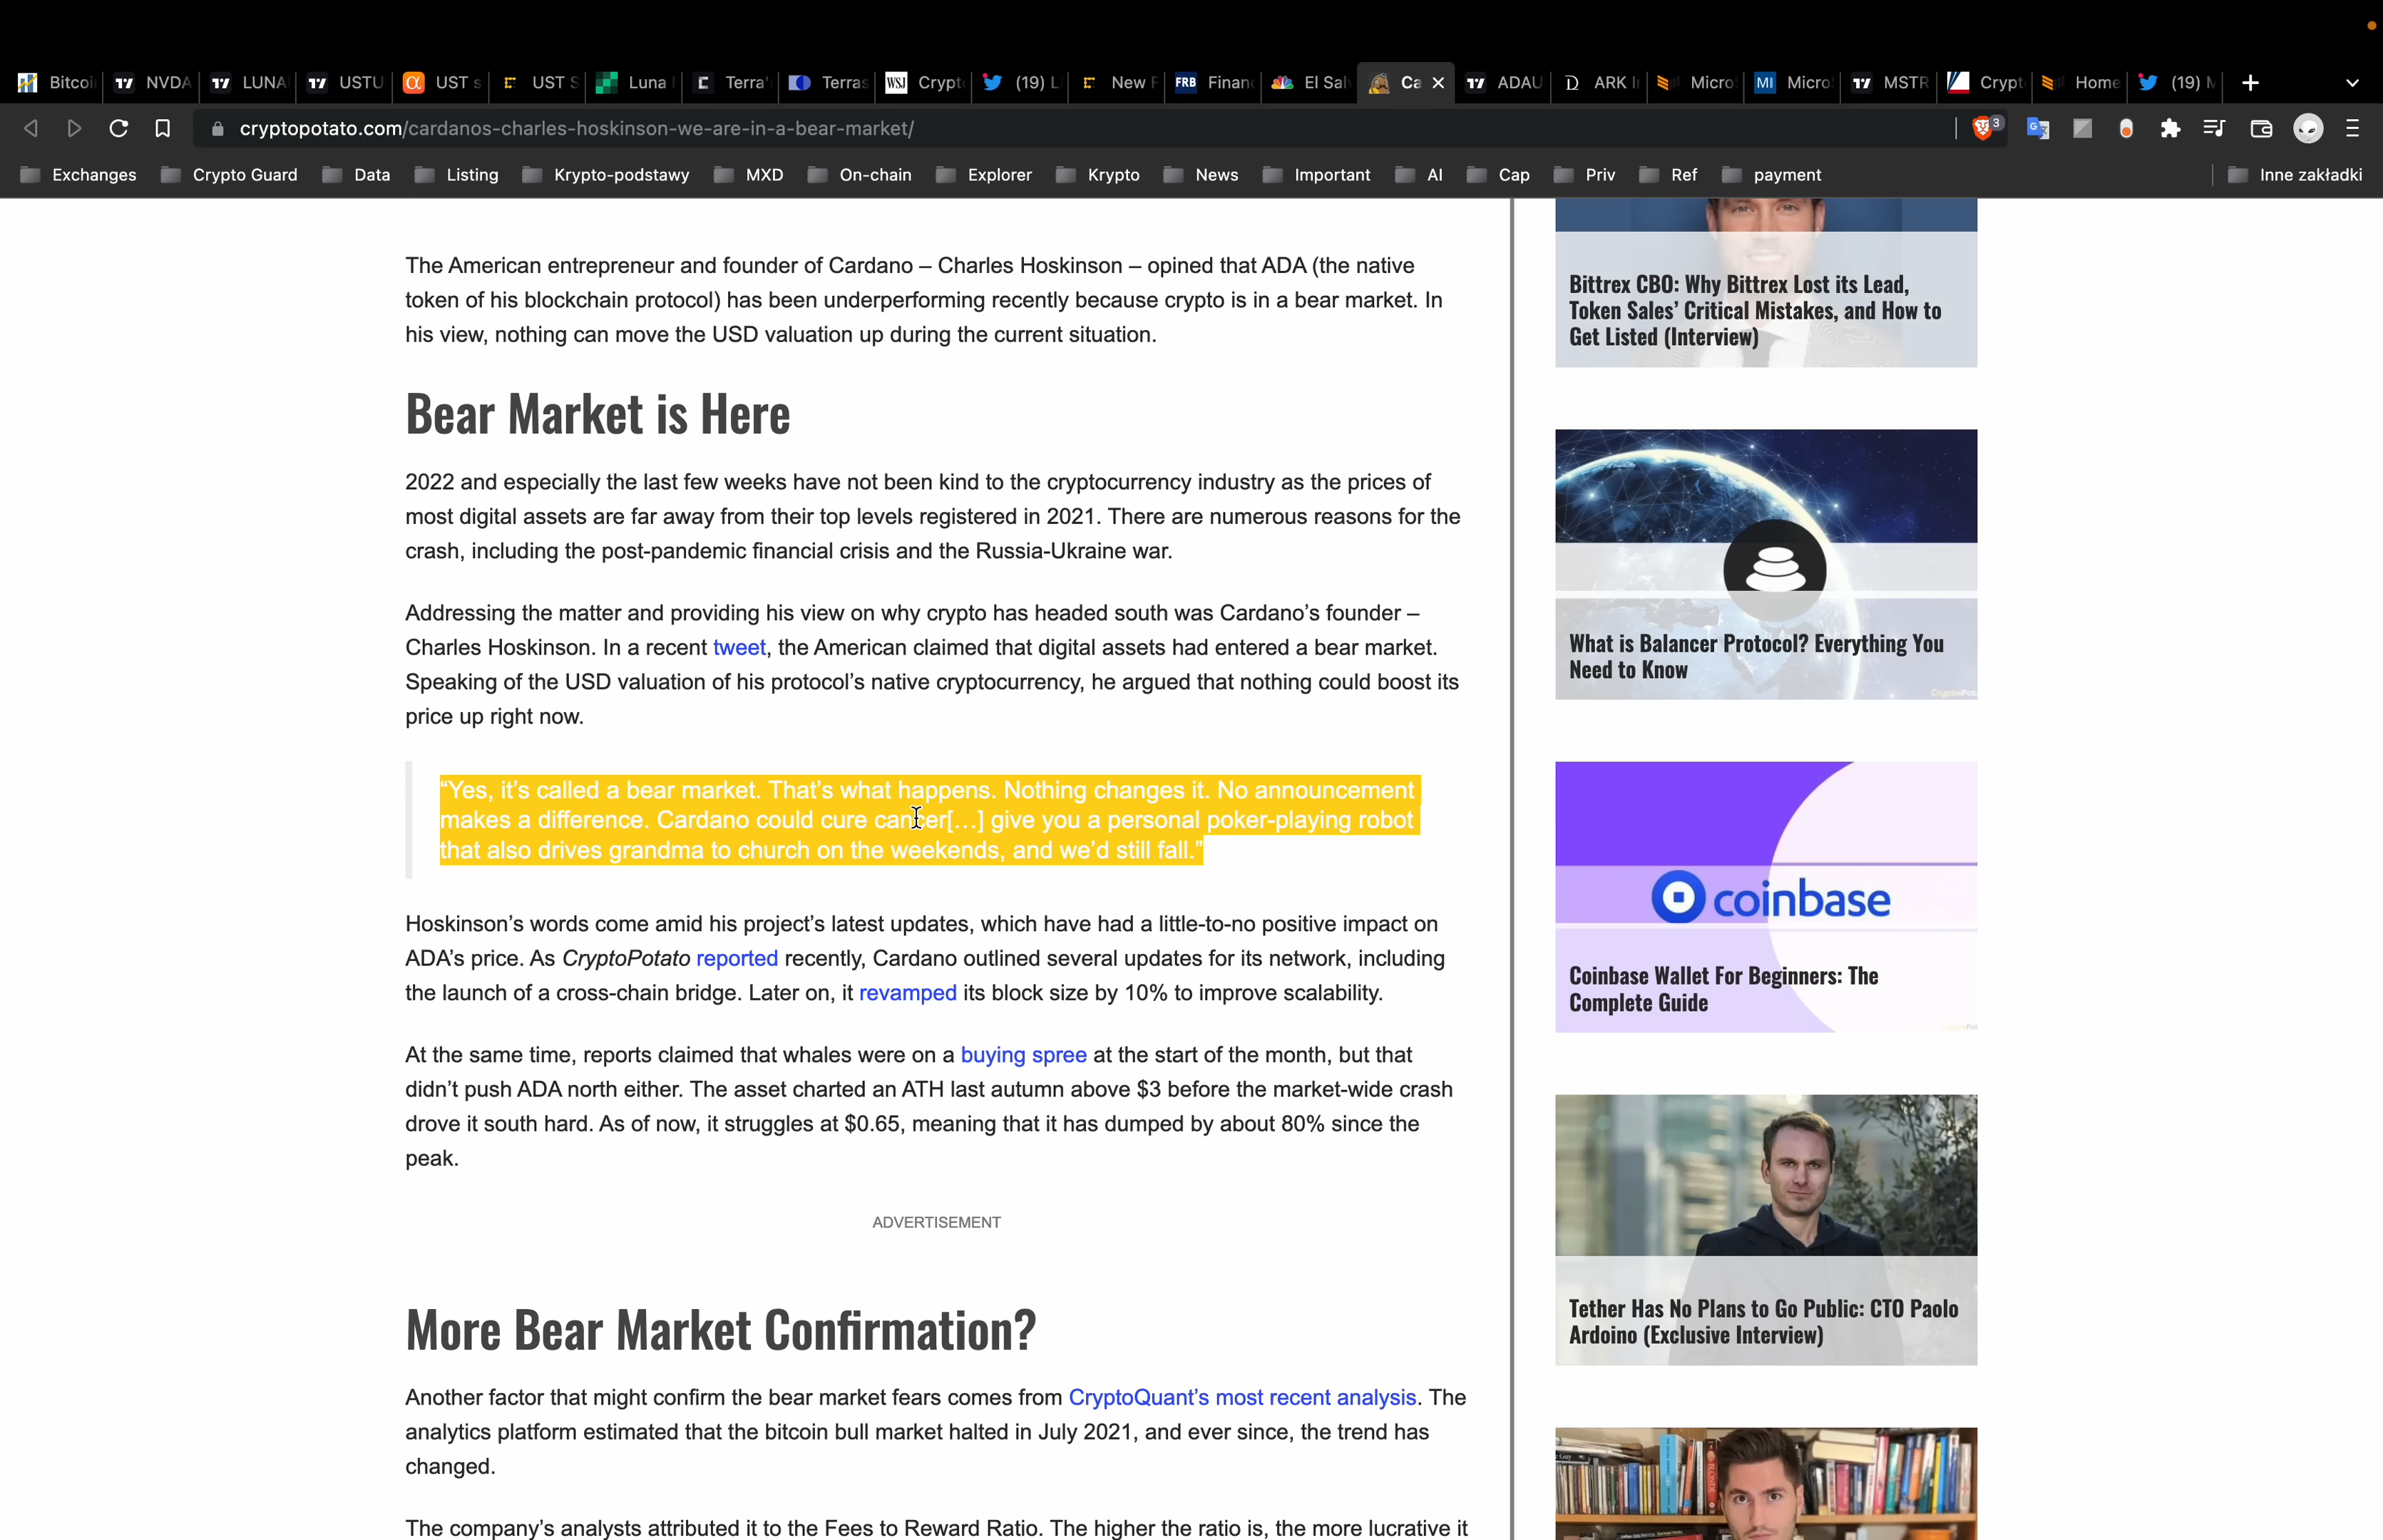 Bitcoi
NVDA
LUNA
USTU
UST s
UST S
Luna
Terra'
Terras
WSJ
Crypt
(19) L
New F
FRB
Financ
El Salv
Ca
ADAU
ARK I
Micro
MI
Micro
MSTR
Crypt
Home
(19) M
cryptopotato.com/cardanos-charles-hoskinson-we-are-in-a-bear-market/
3
Exchanges
Crypto Guard
Data
Listing
Krypto-podstawy
MXD
On-chain
Explorer
Krypto
News
Important
AI
Cap
Priv
Ref
payment
Inne zakładki
The American entrepreneur and founder of Cardano – Charles Hoskinson – opined that ADA (the native
token of his blockchain protocol) has been underperforming recently because crypto is in a bear market. In
his view, nothing can move the USD valuation up during the current situation.
Bear Market is Here
2022 and especially the last few weeks have not been kind to the cryptocurrency industry as the prices of
most digital assets are far away from their top levels registered in 2021. There are numerous reasons for the
crash, including the post-pandemic financial crisis and the Russia-Ukraine war.
Addressing the matter and providing his view on why crypto has headed south was Cardano’s founder –
Charles Hoskinson. In a recent tweet, the American claimed that digital assets had entered a bear market.
Speaking of the USD valuation of his protocol’s native cryptocurrency, he argued that nothing could boost its
price up right now.
“Yes, it’s called a bear market. That’s what happens. Nothing changes it. No announcement
makes a difference. Cardano could cure cancer[…] give you a personal poker-playing robot
that also drives grandma to church on the weekends, and we’d still fall.”
Hoskinson’s words come amid his project’s latest updates, which have had a little-to-no positive impact on
ADA’s price. As CryptoPotato reported recently, Cardano outlined several updates for its network, including
the launch of a cross-chain bridge. Later on, it revamped its block size by 10% to improve scalability.
At the same time, reports claimed that whales were on a buying spree at the start of the month, but that
didn’t push ADA north either. The asset charted an ATH last autumn above $3 before the market-wide crash
drove it south hard. As of now, it struggles at $0.65, meaning that it has dumped by about 80% since the
peak.
ADVERTISEMENT
More Bear Market Confirmation?
Another factor that might confirm the bear market fears comes from CryptoQuant’s most recent analysis. The
analytics platform estimated that the bitcoin bull market halted in July 2021, and ever since, the trend has
changed.
The company’s analysts attributed it to the Fees to Reward Ratio. The higher the ratio is, the more lucrative it
Bittrex CBO: Why Bittrex Lost its Lead,
Token Sales’ Critical Mistakes, and How to
Get Listed (Interview)
What is Balancer Protocol? Everything You
Need to Know
CryptoPot
coinbase
Coinbase Wallet For Beginners: The
Complete Guide
Tether Has No Plans to Go Public: CTO Paolo
Ardoino (Exclusive Interview)